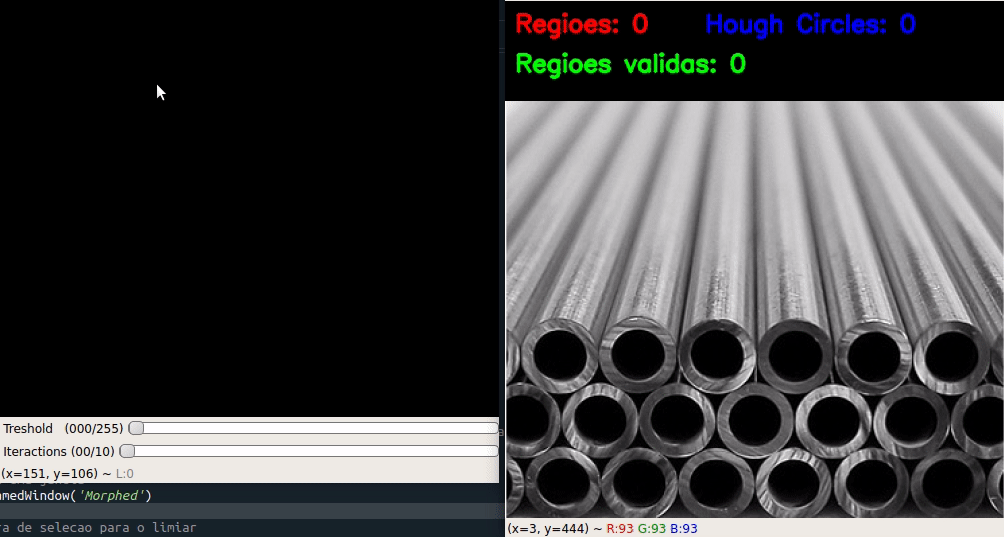 Regioes: 0 Hough Circles: 0
Regioes validas: 0
Treshold (000/255)
Iteractions (00/10)
(x=151, y=106) ~ L:0
amedWindow('Morphed')
ra de selecao para o limiar
(x=3, y=444) ~ R:93 G:93 B:93